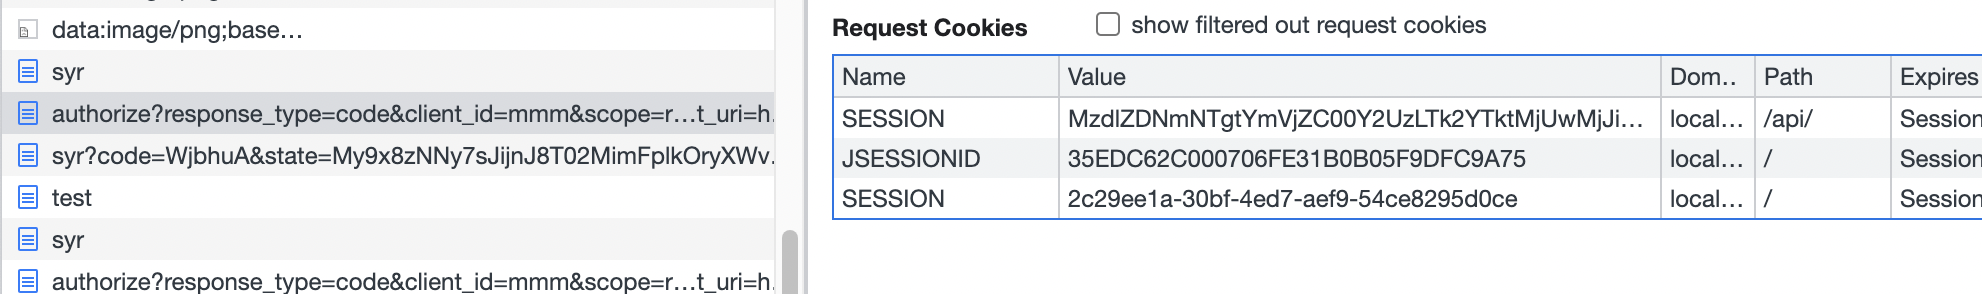 data:image/png;base…
syr
authorize?response_type=code&client_id=mmm&scope=r…t_uri=h.
syr?code=WjbhuA&state=My9x8zNNy7sJijnJ8T02MimFplkOryXWv.
test
syr
authorize?response_type=code&client_id=mmm&scope=r…t_uri=h.
Request Cookies show filtered out request cookies
Name Value Dom.. Path Expires
SESSION MzdlZDNmNTgtYmVjZC00Y2UzLTk2YTktMjUwMjJi… local… /api/ Session
JSESSIONID 35EDC62C000706FE31B0B05F9DFC9A75 local… / Session
SESSION 2c29ee1a-30bf-4ed7-aef9-54ce8295d0ce local… / Session